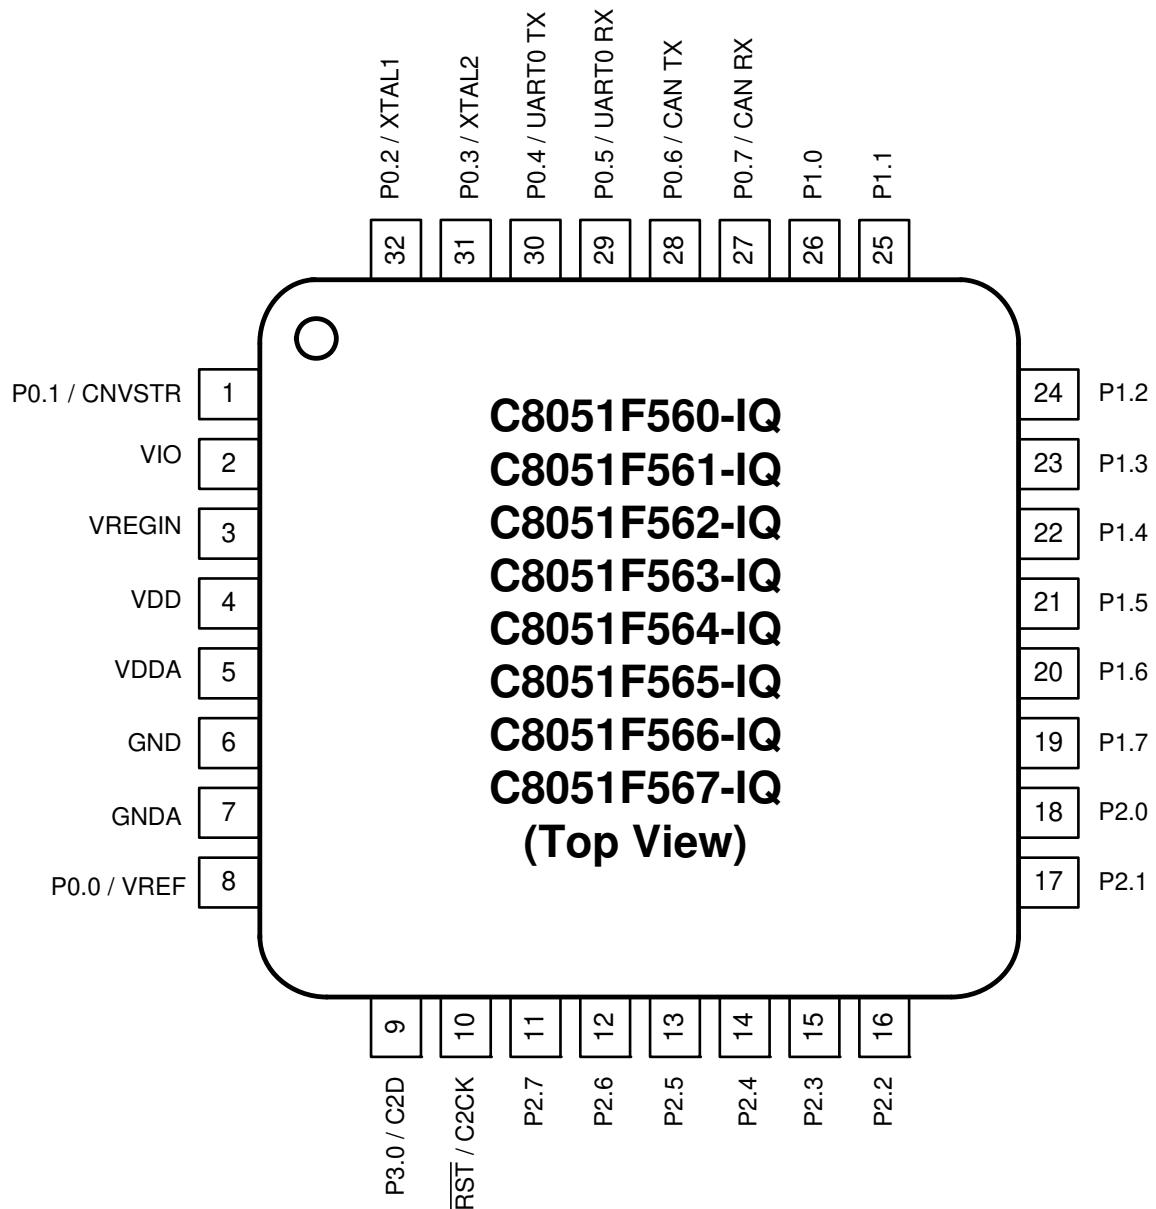 P0.2 / XTAL1
P0.3 / XTAL2
P0.4 / UART0 TX
P0.5 / UART0 RX
P0.6 / CAN TX
P0.7 / CAN RX
P1.0
P1.1
32
31
30
29
28
27
26
25
P0.1 / CNVSTR 1
VIO 2
VREGIN 3
VDD 4
VDDA 5
GND 6
GNDA 7
P0.0 / VREF 8
C8051F560-IQ
C8051F561-IQ
C8051F562-IQ
C8051F563-IQ
C8051F564-IQ
C8051F565-IQ
C8051F566-IQ
C8051F567-IQ
(Top View)
24 P1.2
23 P1.3
22 P1.4
21 P1.5
20 P1.6
19 P1.7
18 P2.0
17 P2.1
9
10
11
12
13
14
15
16
P3.0 / C2D
RST / C2CK
P2.7
P2.6
P2.5
P2.4
P2.3
P2.2